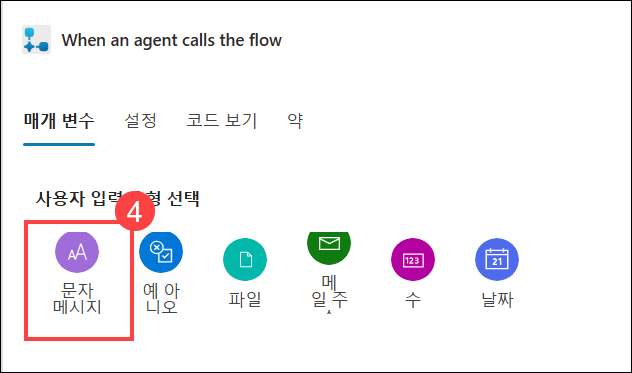 When an agent calls the flow
매개 변수 설정 코드 보기 약
사용자 입력 형 선택
4
AA 123 21
문자 예 아 파일 메 수 날짜
메시지 니오 일 주